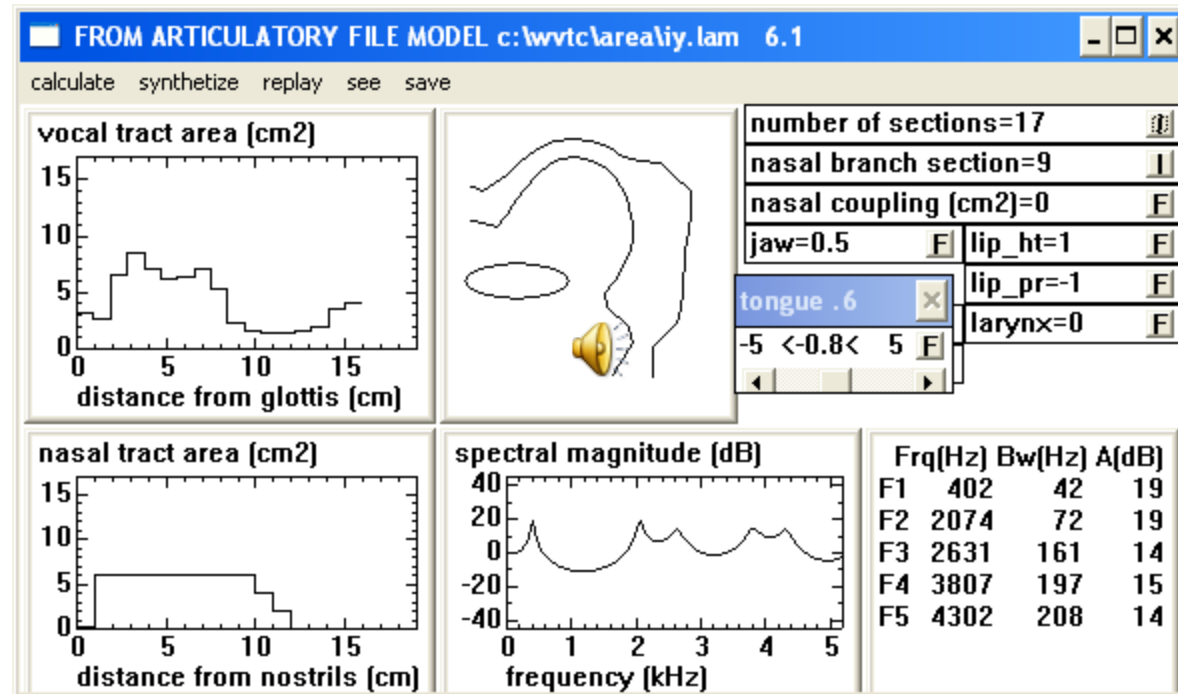 FROM ARTICULATORY FILE MODEL c:\wvtc\area\iy.lam 6.1
calculate synthetize replay see save
vocal tract area (cm2)
15
10
5
0
0 5 10 15
distance from glottis (cm)
number of sections=17
nasal branch section=9 I
nasal coupling (cm2)=0 F
jaw=0.5 F lip_ht=1 F
lip_pr=-1 F
tongue .6
larynx=0 F
-5 <-0.8< 5 F
nasal tract area (cm2)
15
10
5
0
0 5 10 15
distance from nostrils (cm)
spectral magnitude (dB)
40
20
0
-20
-40
0 1 2 3 4 5
frequency (kHz)
Frq(Hz) Bw(Hz) A(dB)
F1 402 42 19
F2 2074 72 19
F3 2631 161 14
F4 3807 197 15
F5 4302 208 14